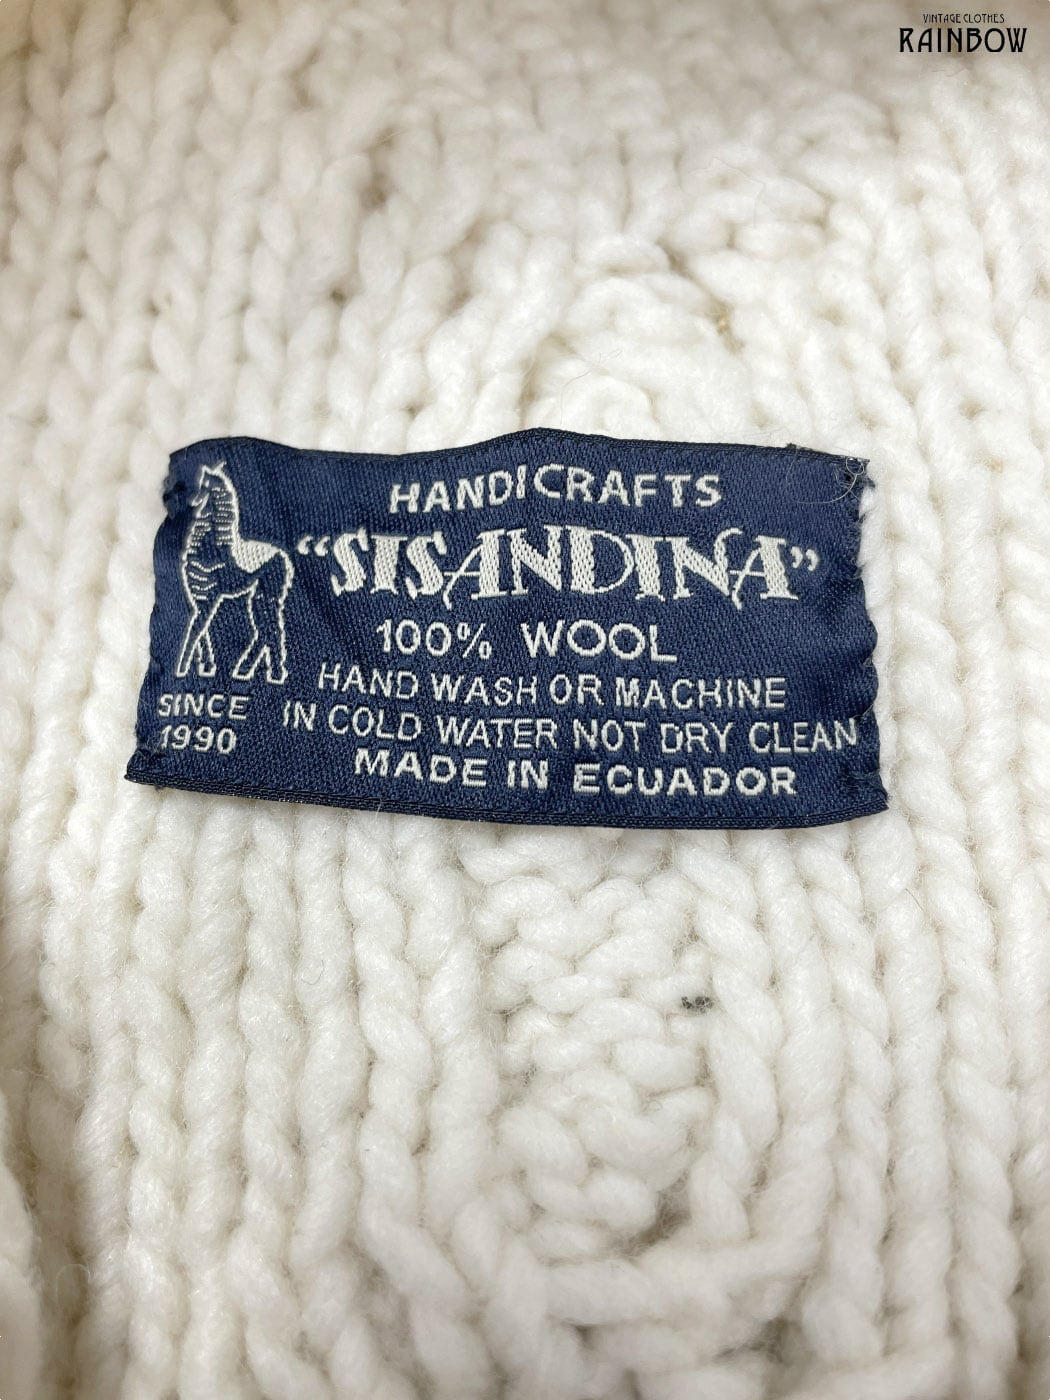 VINTAGE CLOTHES
RAINBOW
HANDICRAFTS
"SISANDINA"
100% WOOL
HAND WASH OR MACHINE
IN COLD WATER NOT DRY CLEAN
MADE IN ECUADOR
SINCE
1990